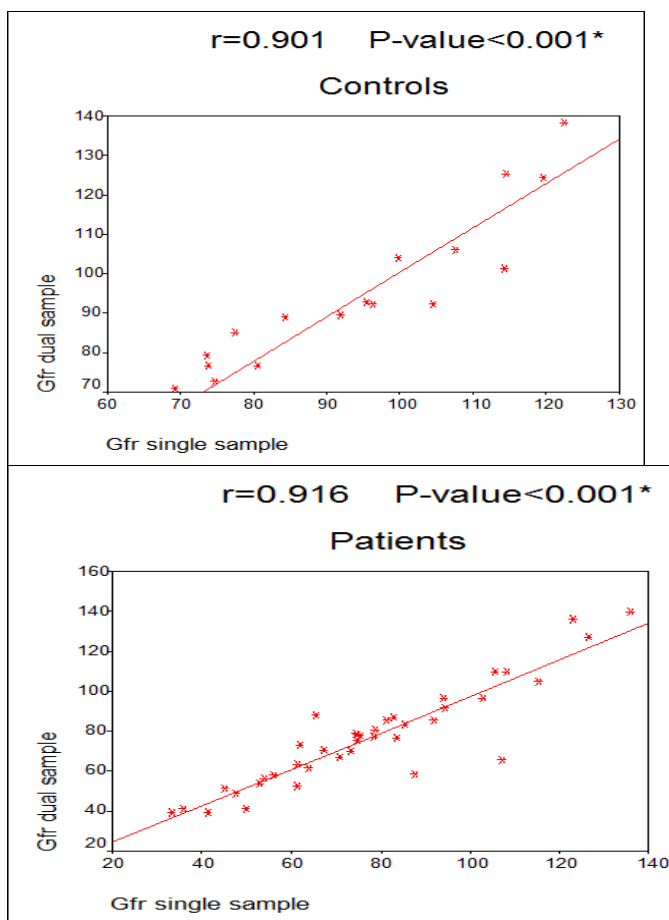 r=0.901 P-value<0.001*
Controls
140
130
120
110
100
90
80
70
Gfr dual sample
60 70 80 90 100 110 120 130
Gfr single sample
r=0.916 P-value<0.001*
Patients
160
140
120
100
80
60
40
20
Gfr dual sample
20 40 60 80 100 120 140
Gfr single sample